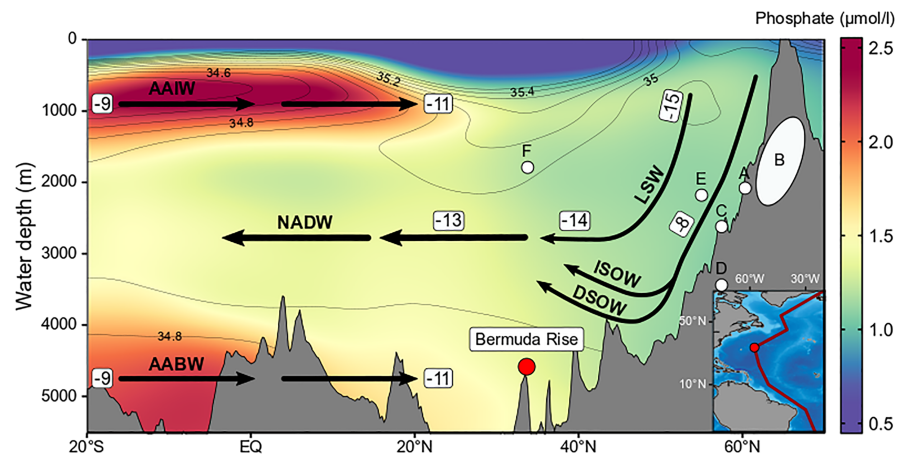 Phosphate (µmol/l)
0
1000
2000
3000
4000
5000
Water depth (m)
34.6
35.2
35.4
35
34.8
AAIW
-9
-11
-15
F
E
A
B
C
D
LSW
-8
NADW
-13
-14
ISOW
DSOW
34.8
Bermuda Rise
AABW
-9
-11
60°W 30°W
50°N
10°N
20°S EQ 20°N 40°N 60°N
2.5
2.0
1.5
1.0
0.5